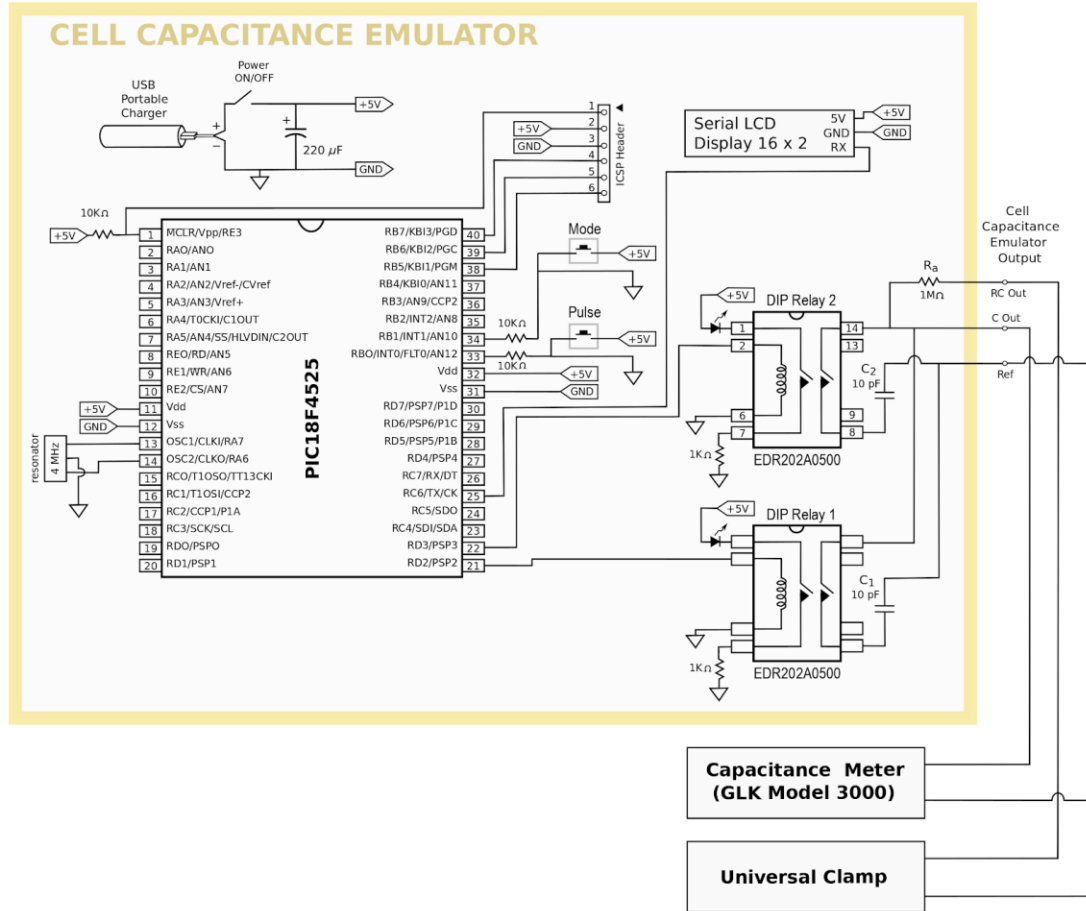 CELL CAPACITANCE EMULATOR
USB
Portable
Charger
Power
ON/OFF
+
−
+
220 µF
+5V
GND
+5V
GND
1
2
3
4
5
6
ICSP Header
Serial LCD
Display 16 x 2
5V
GND
RX
+5V
GND
10KΩ
+5V
PIC18F4525
1 MCLR/Vpp/RE3
2 RA0/ANO
3 RA1/AN1
4 RA2/AN2/Vref-/CVref
5 RA3/AN3/Vref+
6 RA4/T0CKI/C1OUT
7 RA5/AN4/SS/HLVDIN/C2OUT
8 REO/RD/AN5
9 RE1/WR/AN6
10 RE2/CS/AN7
11 Vdd
12 Vss
13 OSC1/CLKI/RA7
14 OSC2/CLKO/RA6
15 RCO/T1OSO/TT13CKI
16 RC1/T1OSI/CCP2
17 RC2/CCP1/P1A
18 RC3/SCK/SCL
19 RDO/PSPO
20 RD1/PSP1
RB7/KBI3/PGD 40
RB6/KBI2/PGC 39
RB5/KBI1/PGM 38
RB4/KBI0/AN11 37
RB3/AN9/CCP2 36
RB2/INT2/AN8 35
RB1/INT1/AN10 34
RBO/INT0/FLT0/AN12 33
Vdd 32
Vss 31
RD7/PSP7/P1D 30
RD6/PSP6/P1C 29
RD5/PSP5/P1B 28
RD4/PSP4 27
RC7/RX/DT 26
RC6/TX/CK 25
RC5/SDO 24
RC4/SDI/SDA 23
RD3/PSP3 22
RD2/PSP2 21
+5V
GND
resonator
4 MHz
Mode
+5V
10KΩ
Pulse
+5V
10KΩ
+5V
GND
+5V
DIP Relay 2
1
2
6
7
14
13
9
8
1KΩ
EDR202A0500
C2
10 pF
+5V
DIP Relay 1
1KΩ
EDR202A0500
C1
10 pF
Cell
Capacitance
Emulator
Output
Ra
1MΩ
RC Out
C Out
Ref
Capacitance Meter
(GLK Model 3000)
Universal Clamp